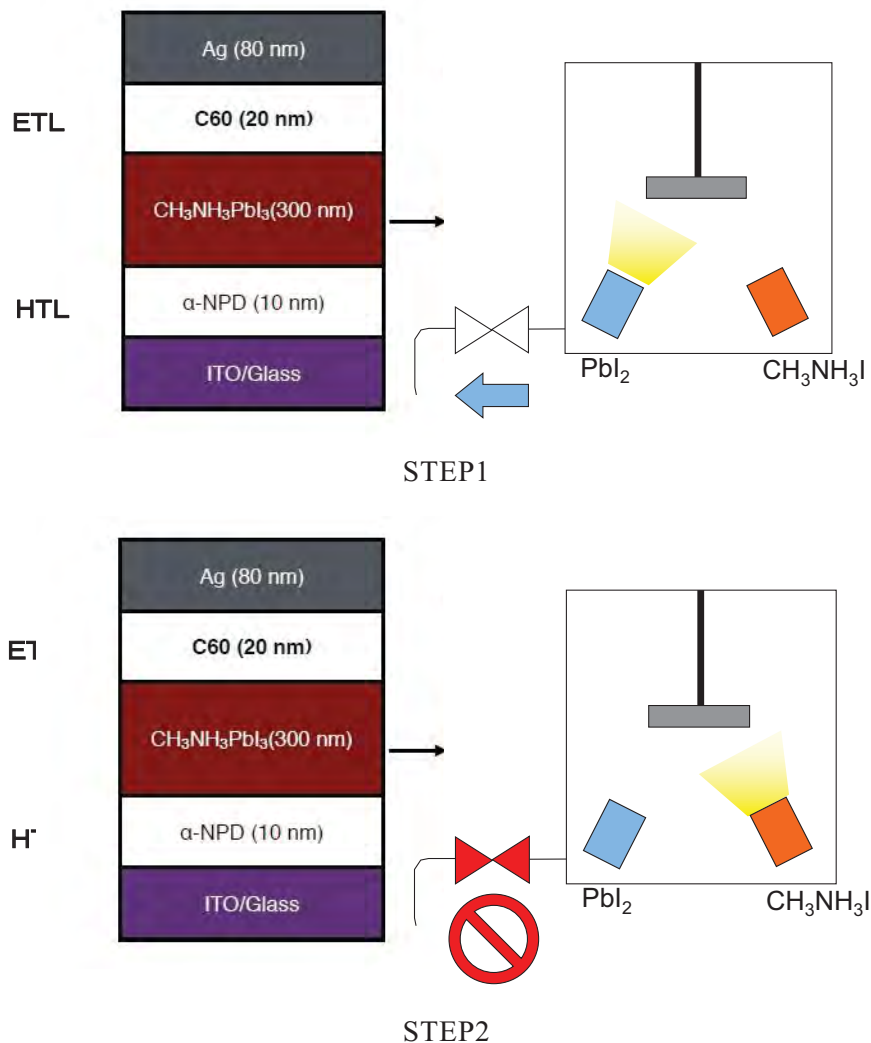 Ag (80 nm)
ETL
C60 (20 nm)
CH₃NH₃PbI₃(300 nm)
HTL
α-NPD (10 nm)
ITO/Glass
PbI₂
CH₃NH₃I
STEP1
Ag (80 nm)
C60 (20 nm)
CH₃NH₃PbI₃(300 nm)
α-NPD (10 nm)
ITO/Glass
PbI₂
CH₃NH₃I
STEP2